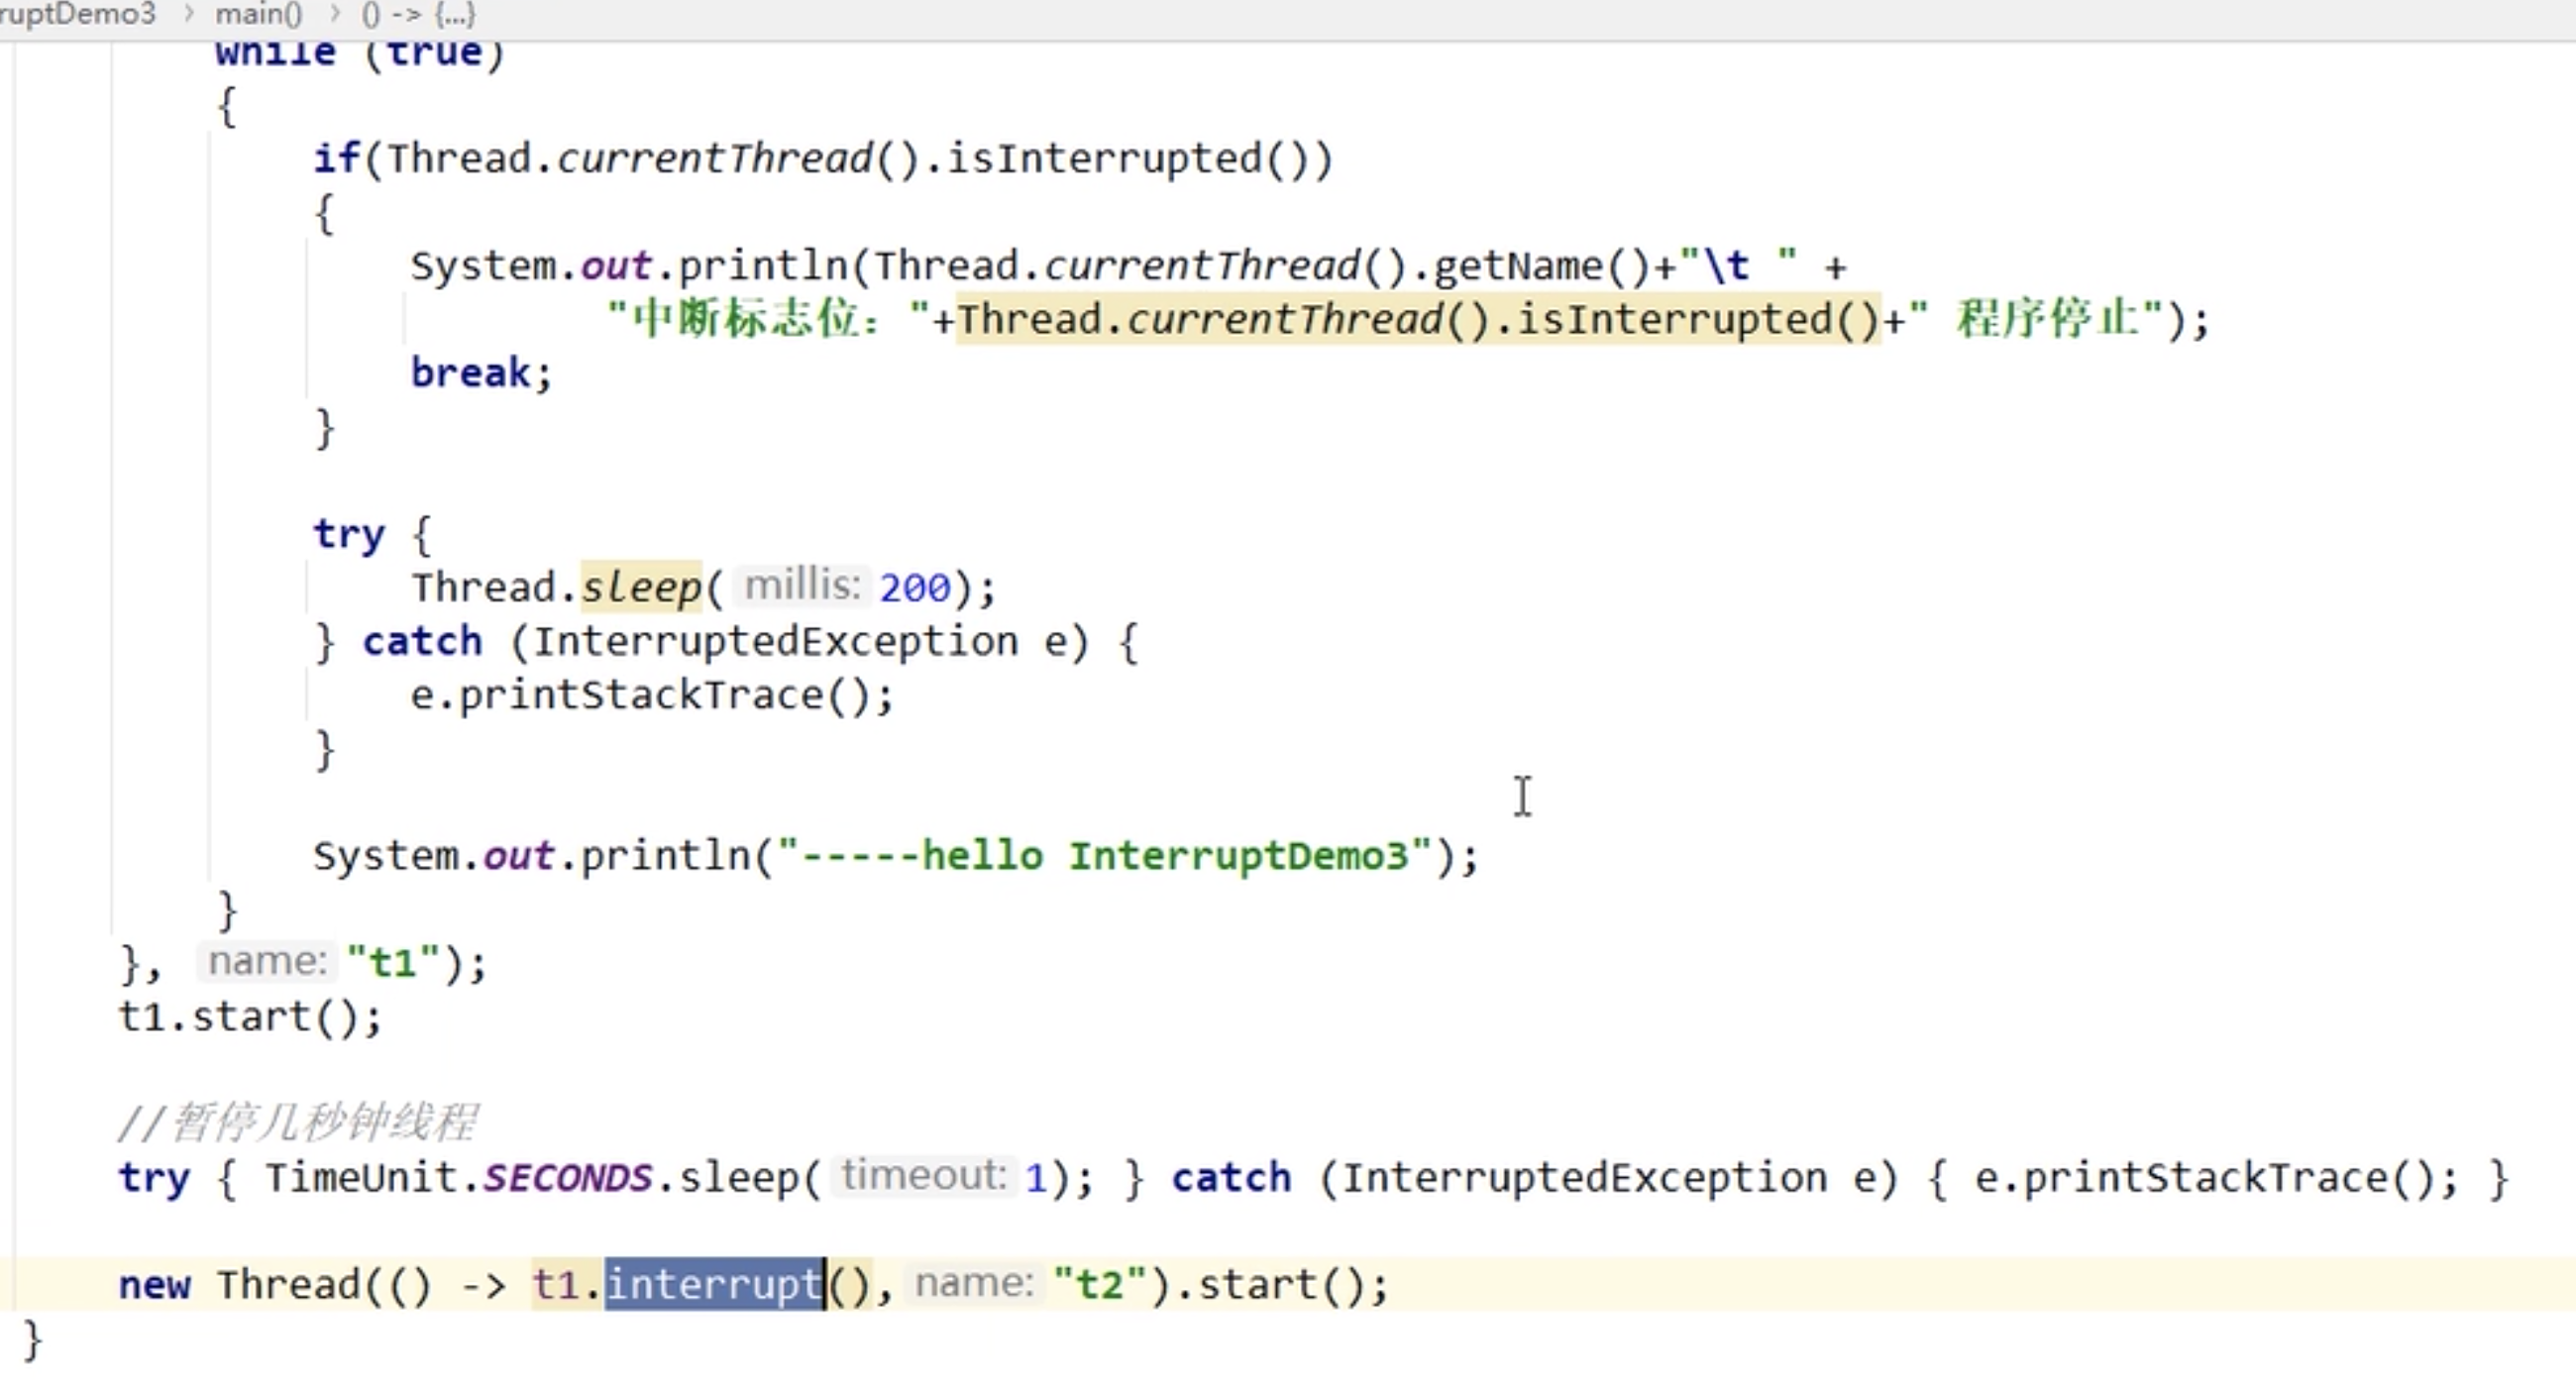 ruptDemo3 › main() › () -> {...}
while (true)
{
if(Thread.currentThread().isInterrupted())
{
System.out.println(Thread.currentThread().getName()+"\t " +
"中断标志位："+Thread.currentThread().isInterrupted()+" 程序停止");
break;
}
try {
Thread.sleep( millis: 200);
} catch (InterruptedException e) {
e.printStackTrace();
}
System.out.println("-----hello InterruptDemo3");
}
}, name: "t1");
t1.start();
//暂停几秒钟线程
try { TimeUnit.SECONDS.sleep( timeout: 1); } catch (InterruptedException e) { e.printStackTrace(); }
new Thread(() -> t1.interrupt(), name: "t2").start();
}